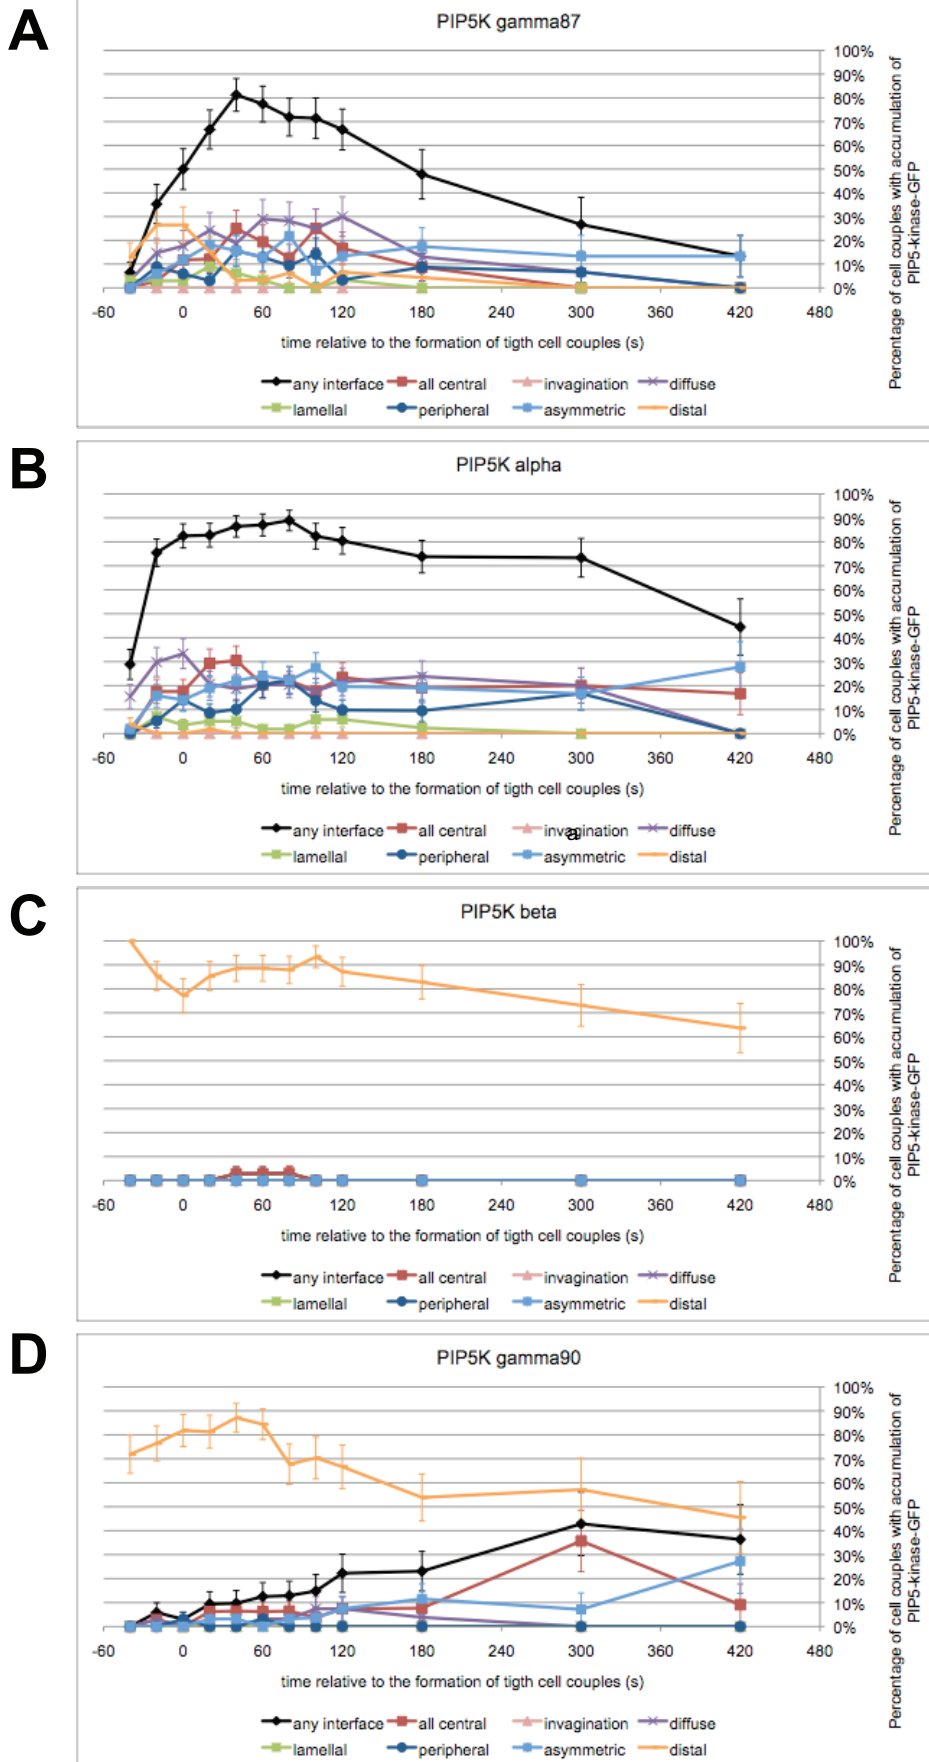 A
PIP5K gamma87
100%
90%
80%
70%
60%
50%
40%
30%
20%
10%
0%
Percentage of cell couples with accumulation of
PIP5-kinase-GFP
-60 0 60 120 180 240 300 360 420 480
time relative to the formation of tigth cell couples (s)
any interface all central invagination diffuse
lamellal peripheral asymmetric distal
B
PIP5K alpha
100%
90%
80%
70%
60%
50%
40%
30%
20%
10%
0%
Percentage of cell couples with accumulation of
PIP5-kinase-GFP
-60 0 60 120 180 240 300 360 420 480
time relative to the formation of tigth cell couples (s)
a
any interface all central invagination diffuse
lamellal peripheral asymmetric distal
C
PIP5K beta
100%
90%
80%
70%
60%
50%
40%
30%
20%
10%
0%
Percentage of cell couples with accumulation of
PIP5-kinase-GFP
-60 0 60 120 180 240 300 360 420 480
time relative to the formation of tigth cell couples (s)
any interface all central invagination diffuse
lamellal peripheral asymmetric distal
D
PIP5K gamma90
100%
90%
80%
70%
60%
50%
40%
30%
20%
10%
0%
Percentage of cell couples with accumulation of
PIP5-kinase-GFP
-60 0 60 120 180 240 300 360 420 480
time relative to the formation of tigth cell couples (s)
any interface all central invagination diffuse
lamellal peripheral asymmetric distal